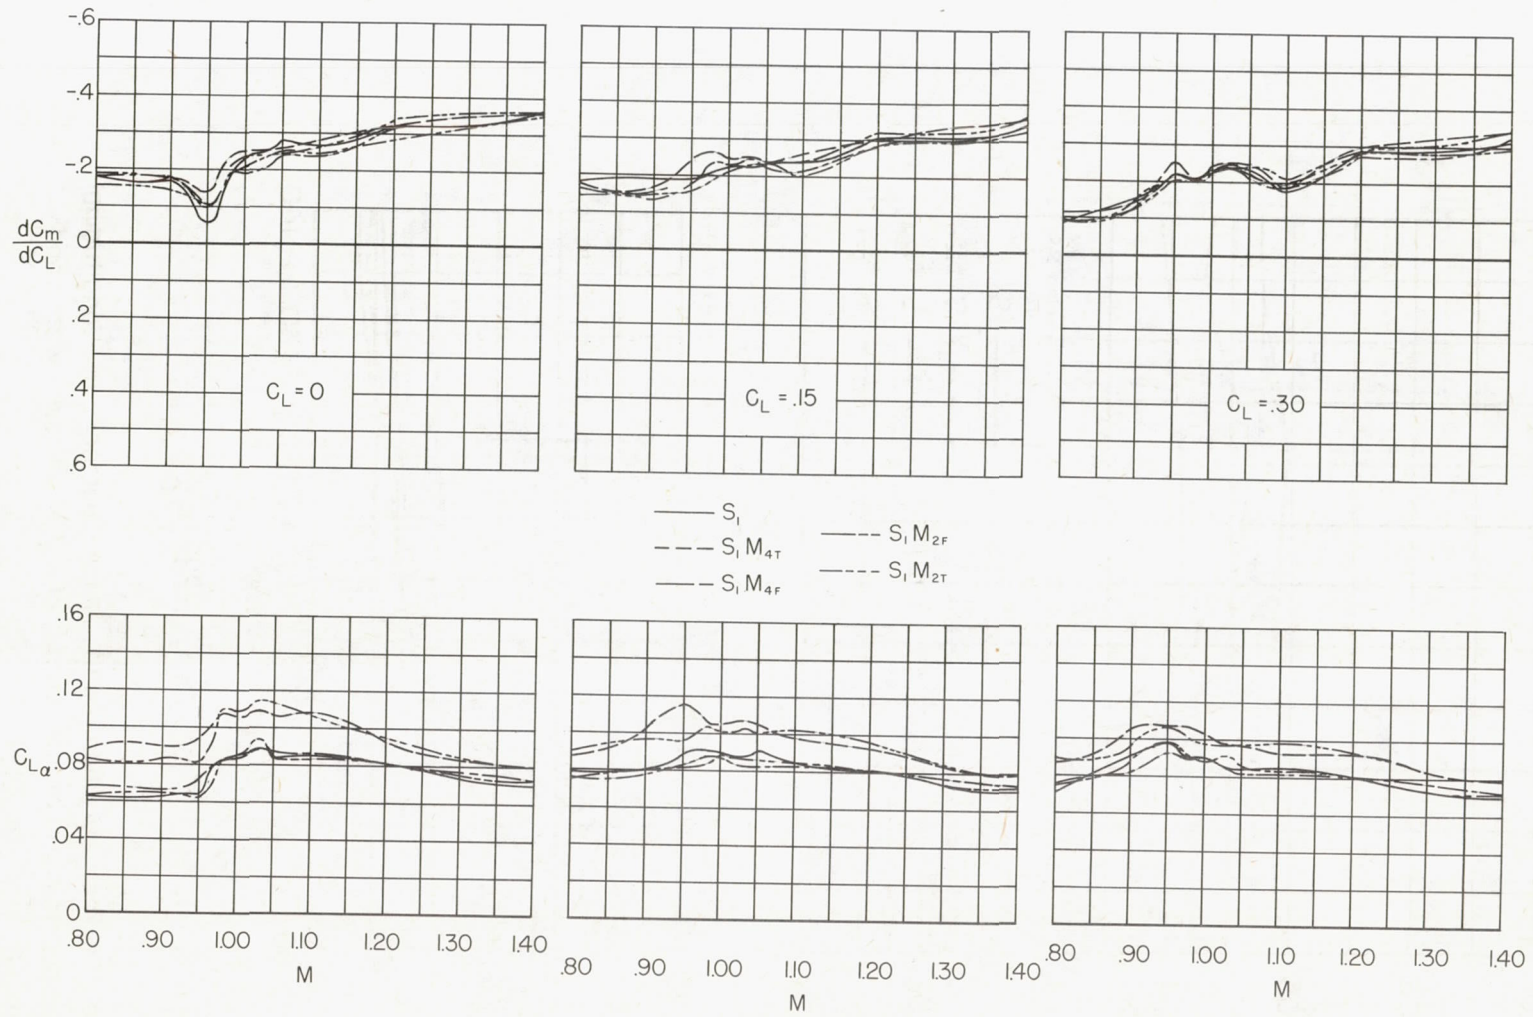 -.6
-.4
-.2
dCm
dCL
0
.2
.4
.6
CL = 0
CL = .15
CL = .30
S1
S1 M4T
S1 M4F
S1 M2F
S1 M2T
.16
.12
CLα
.08
.04
0
.80 .90 1.00 1.10 1.20 1.30 1.40
M
.80 .90 1.00 1.10 1.20 1.30 1.40
M
.80 .90 1.00 1.10 1.20 1.30 1.40
M